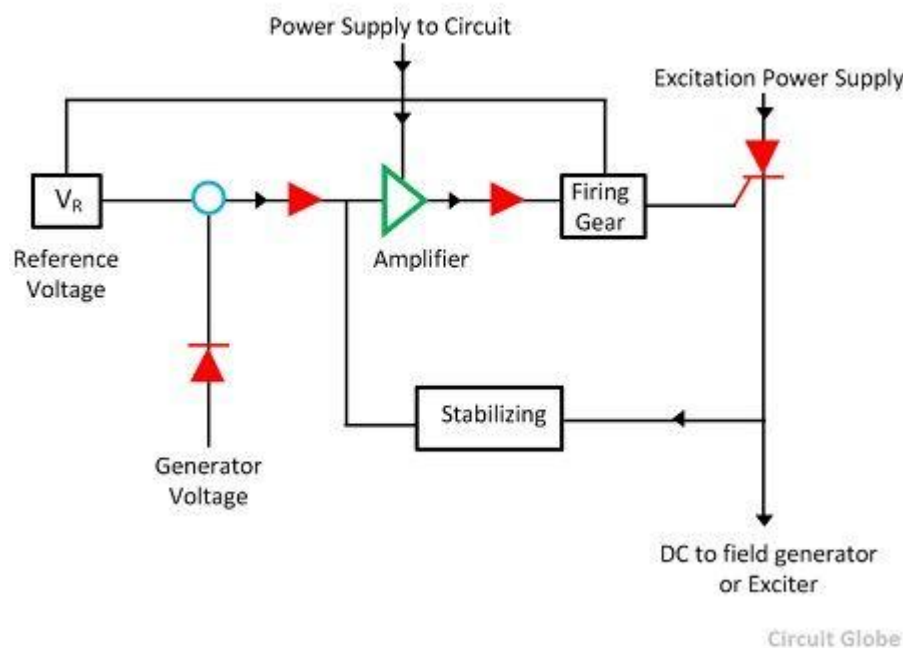 Power Supply to Circuit
Excitation Power Supply
VR
Reference
Voltage
Amplifier
Firing
Gear
Stabilizing
Generator
Voltage
DC to field generator
or Exciter
Circuit Globe